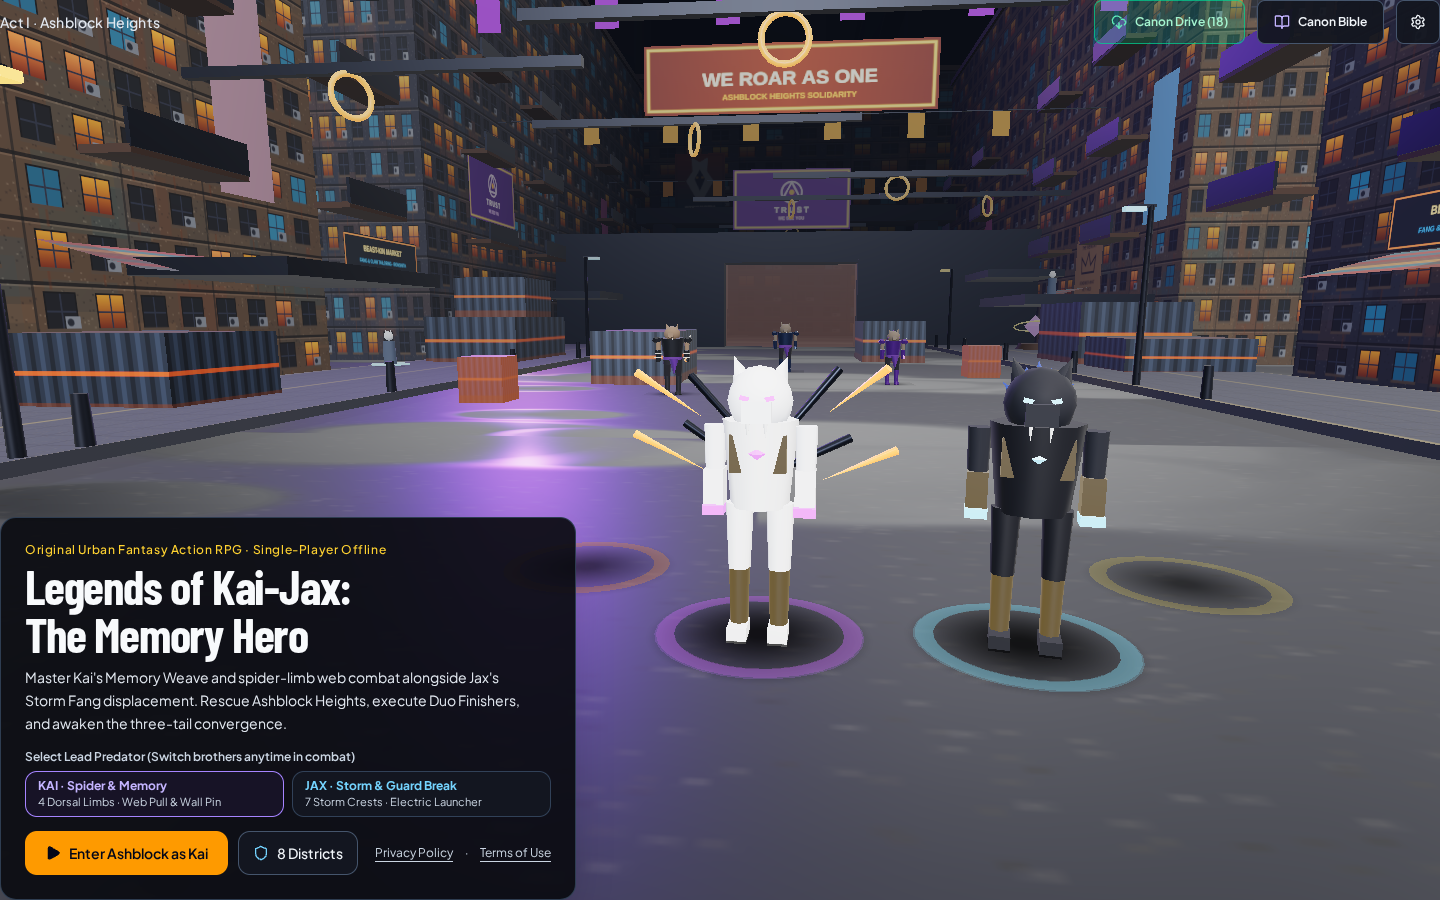 Act I · Ashblock Heights
Canon Drive (18)
Canon Bible
WE ROAR AS ONE
ASHBLOCK HEIGHTS SOLIDARITY
TRUST
TRUST
BEAST-KIN MARKET
Original Urban Fantasy Action RPG · Single-Player Offline
Legends of Kai-Jax:
The Memory Hero
Master Kai's Memory Weave and spider-limb web combat alongside Jax's
Storm Fang displacement. Rescue Ashblock Heights, execute Duo Finishers,
and awaken the three-tail convergence.
Select Lead Predator (Switch brothers anytime in combat)
KAI · Spider & Memory
4 Dorsal Limbs · Web Pull & Wall Pin
JAX · Storm & Guard Break
7 Storm Crests · Electric Launcher
Enter Ashblock as Kai
8 Districts
Privacy Policy
·
Terms of Use